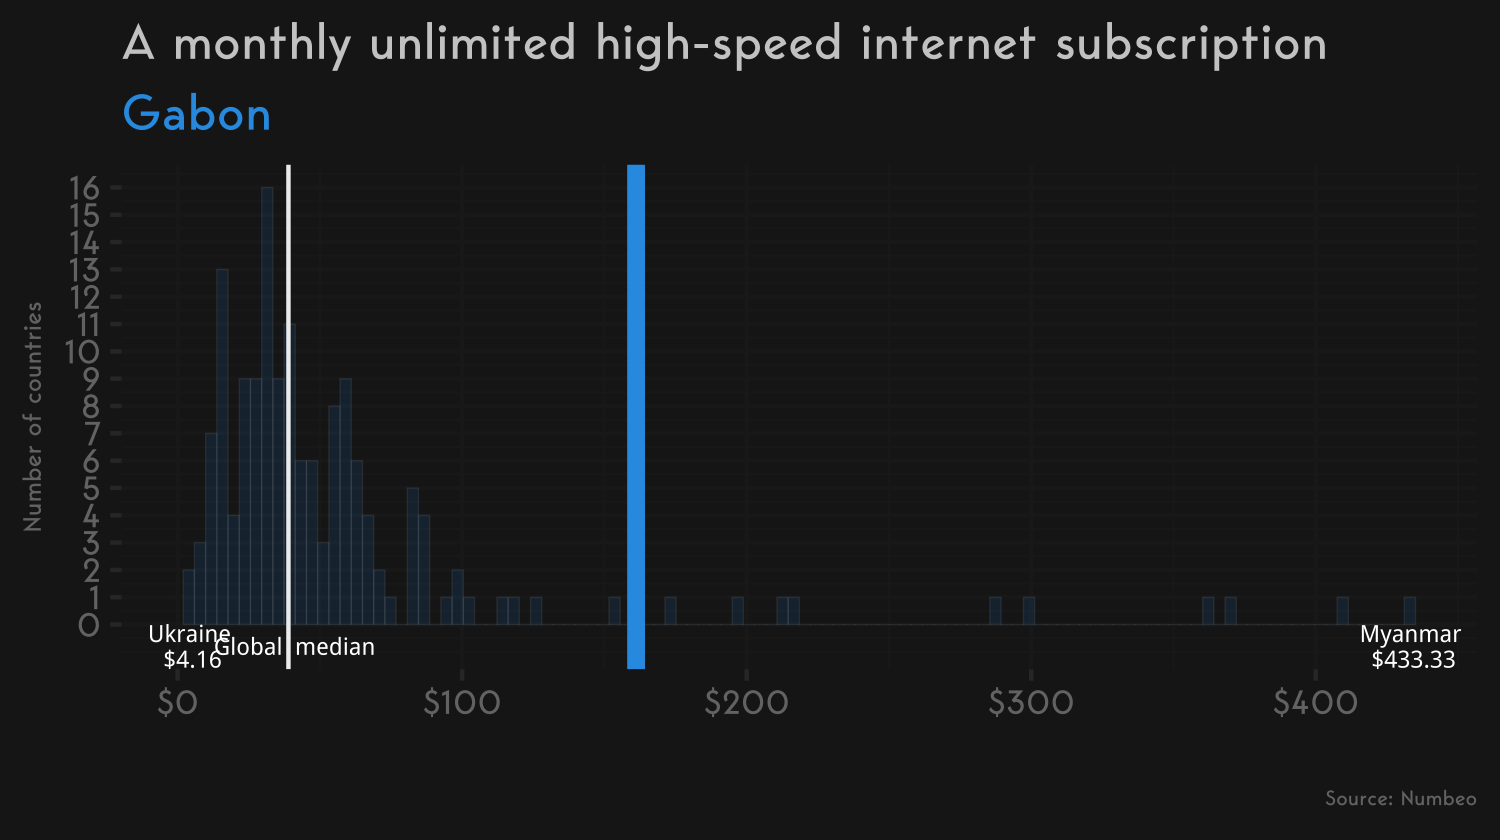 A monthly unlimited high-speed internet subscription
Gabon
Number of countries
16
15
14
13
12
11
10
9
8
7
6
5
4
3
2
1
0
Ukraine
$4.16
Global median
Myanmar
$433.33
$0 $100 $200 $300 $400
Source: Numbeo